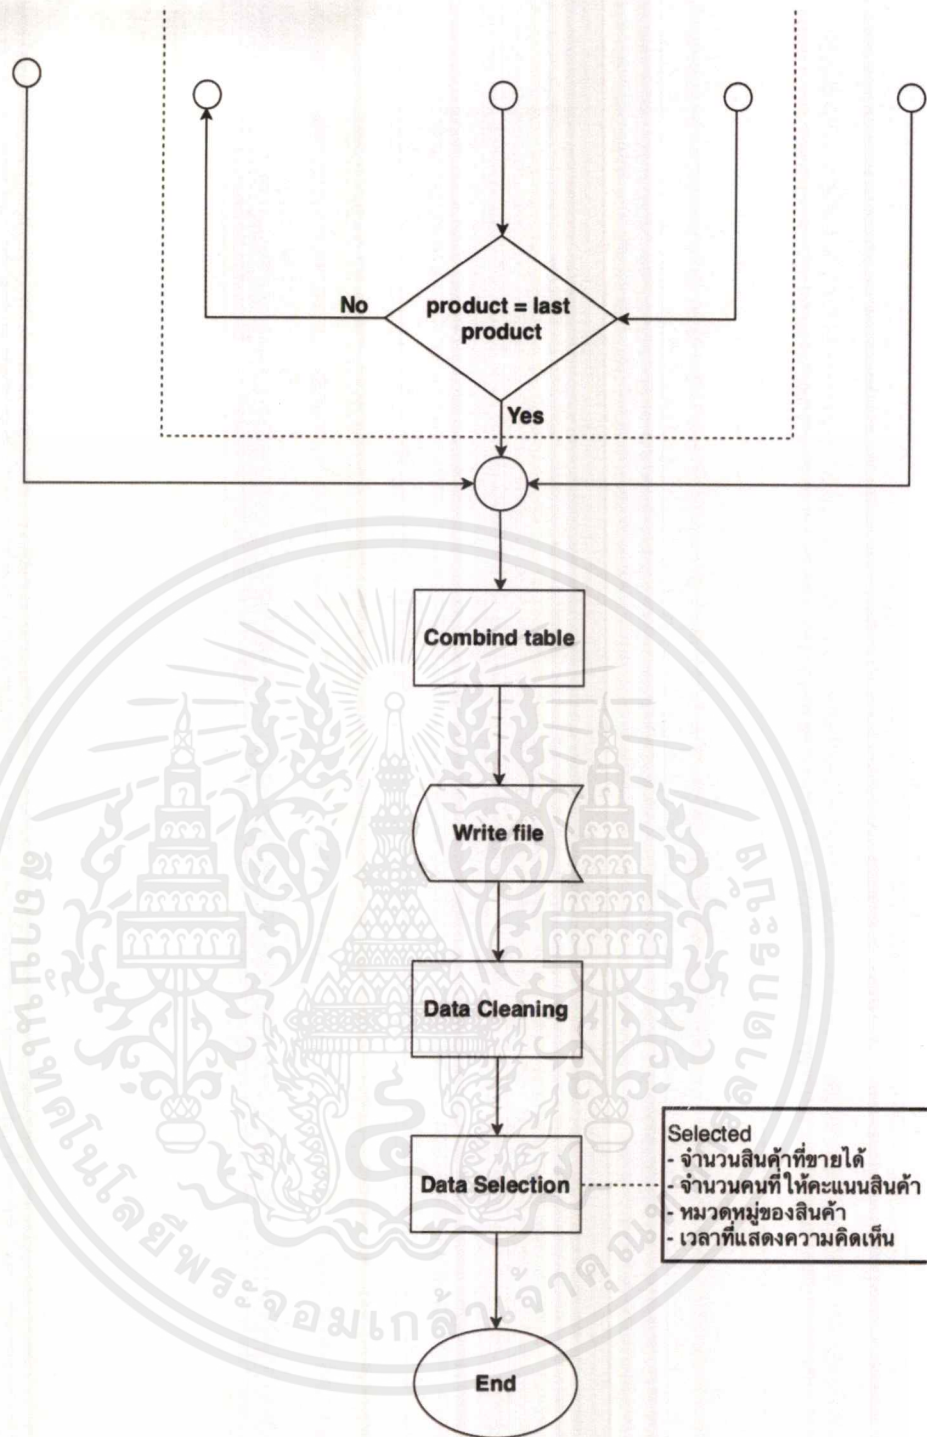 No
product = last
product
Yes
Combind table
Write file
Data Cleaning
Data Selection
Selected
- จำนวนสินค้าที่ขายได้
- จำนวนคนที่ให้คะแนนสินค้า
- หมวดหมู่ของสินค้า
- เวลาที่แสดงความคิดเห็น
End